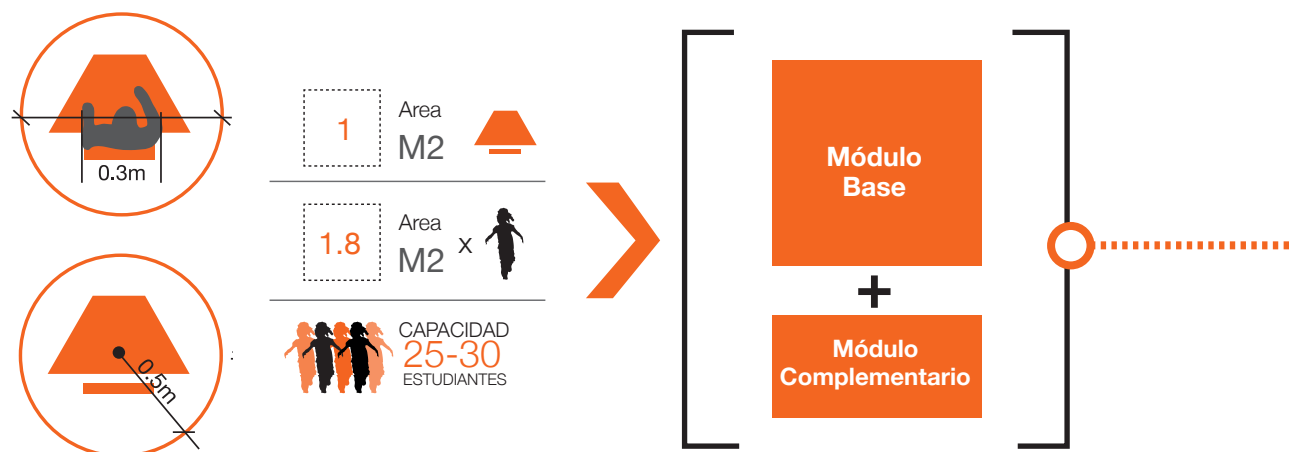 0.3m
0.5m
1
Area
M2
1.8
Area
M2 x
CAPACIDAD
25-30
ESTUDIANTES
Módulo
Base
+
Módulo
Complementario